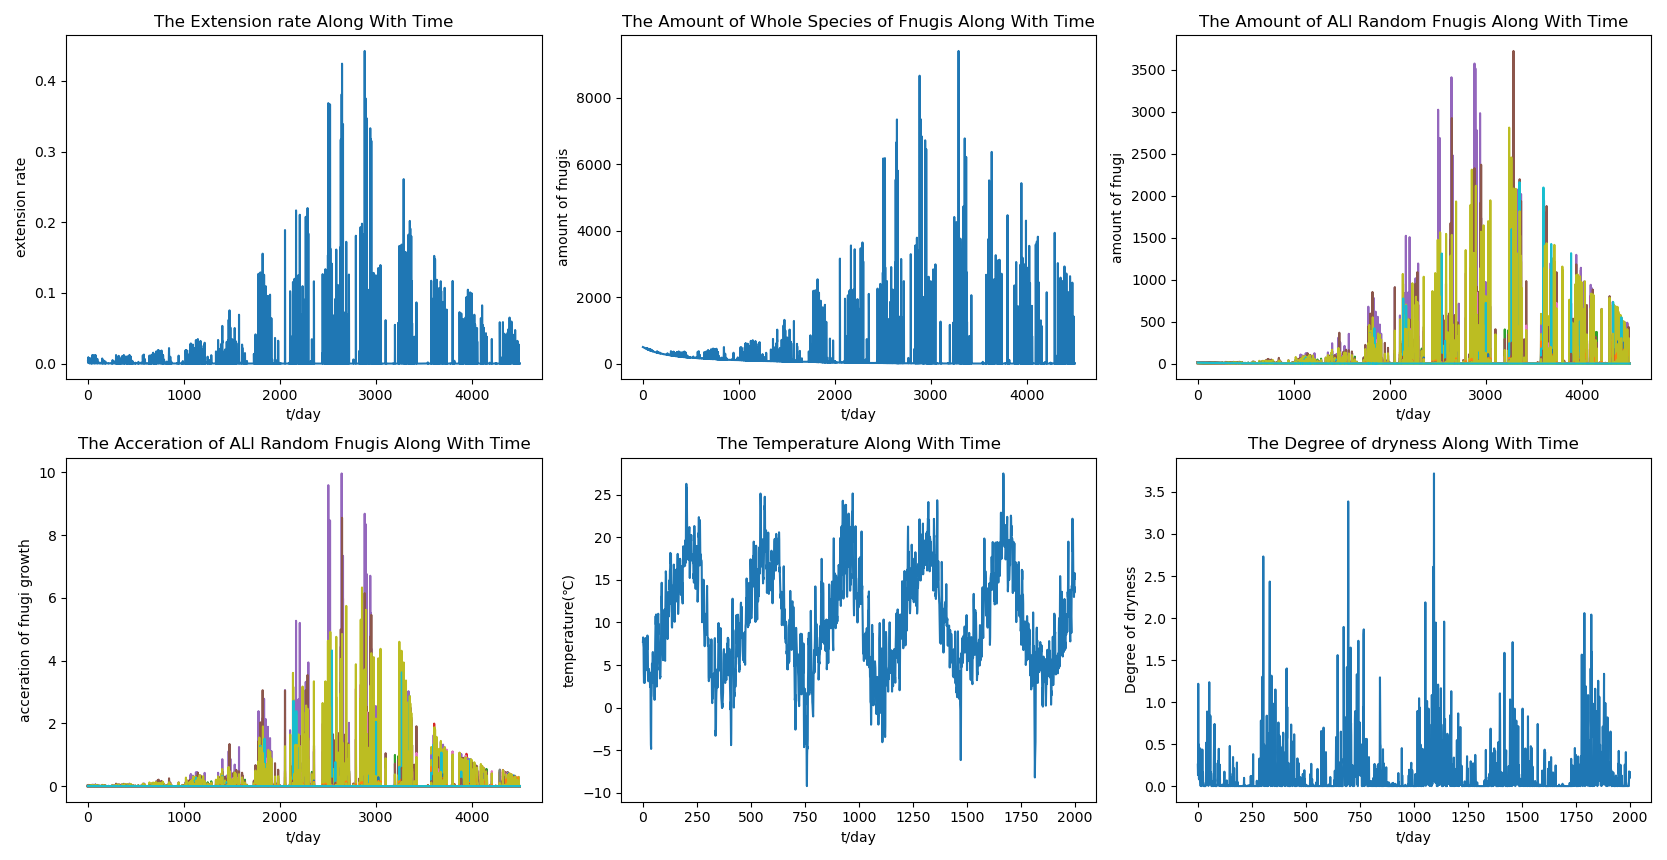 The Extension rate Along With Time
extension rate
0.4
0.3
0.2
0.1
0.0
0 1000 2000 3000 4000
t/day
The Amount of Whole Species of Fnugis Along With Time
amount of fnugis
8000
6000
4000
2000
0
0 1000 2000 3000 4000
t/day
The Amount of ALl Random Fnugis Along With Time
amount of fnugi
3500
3000
2500
2000
1500
1000
500
0
0 1000 2000 3000 4000
t/day
The Acceration of ALl Random Fnugis Along With Time
acceration of fnugi growth
10
8
6
4
2
0
0 1000 2000 3000 4000
t/day
The Temperature Along With Time
temperature(℃)
25
20
15
10
5
0
−5
−10
0 250 500 750 1000 1250 1500 1750 2000
t/day
The Degree of dryness Along With Time
Degree of dryness
3.5
3.0
2.5
2.0
1.5
1.0
0.5
0.0
0 250 500 750 1000 1250 1500 1750 2000
t/day